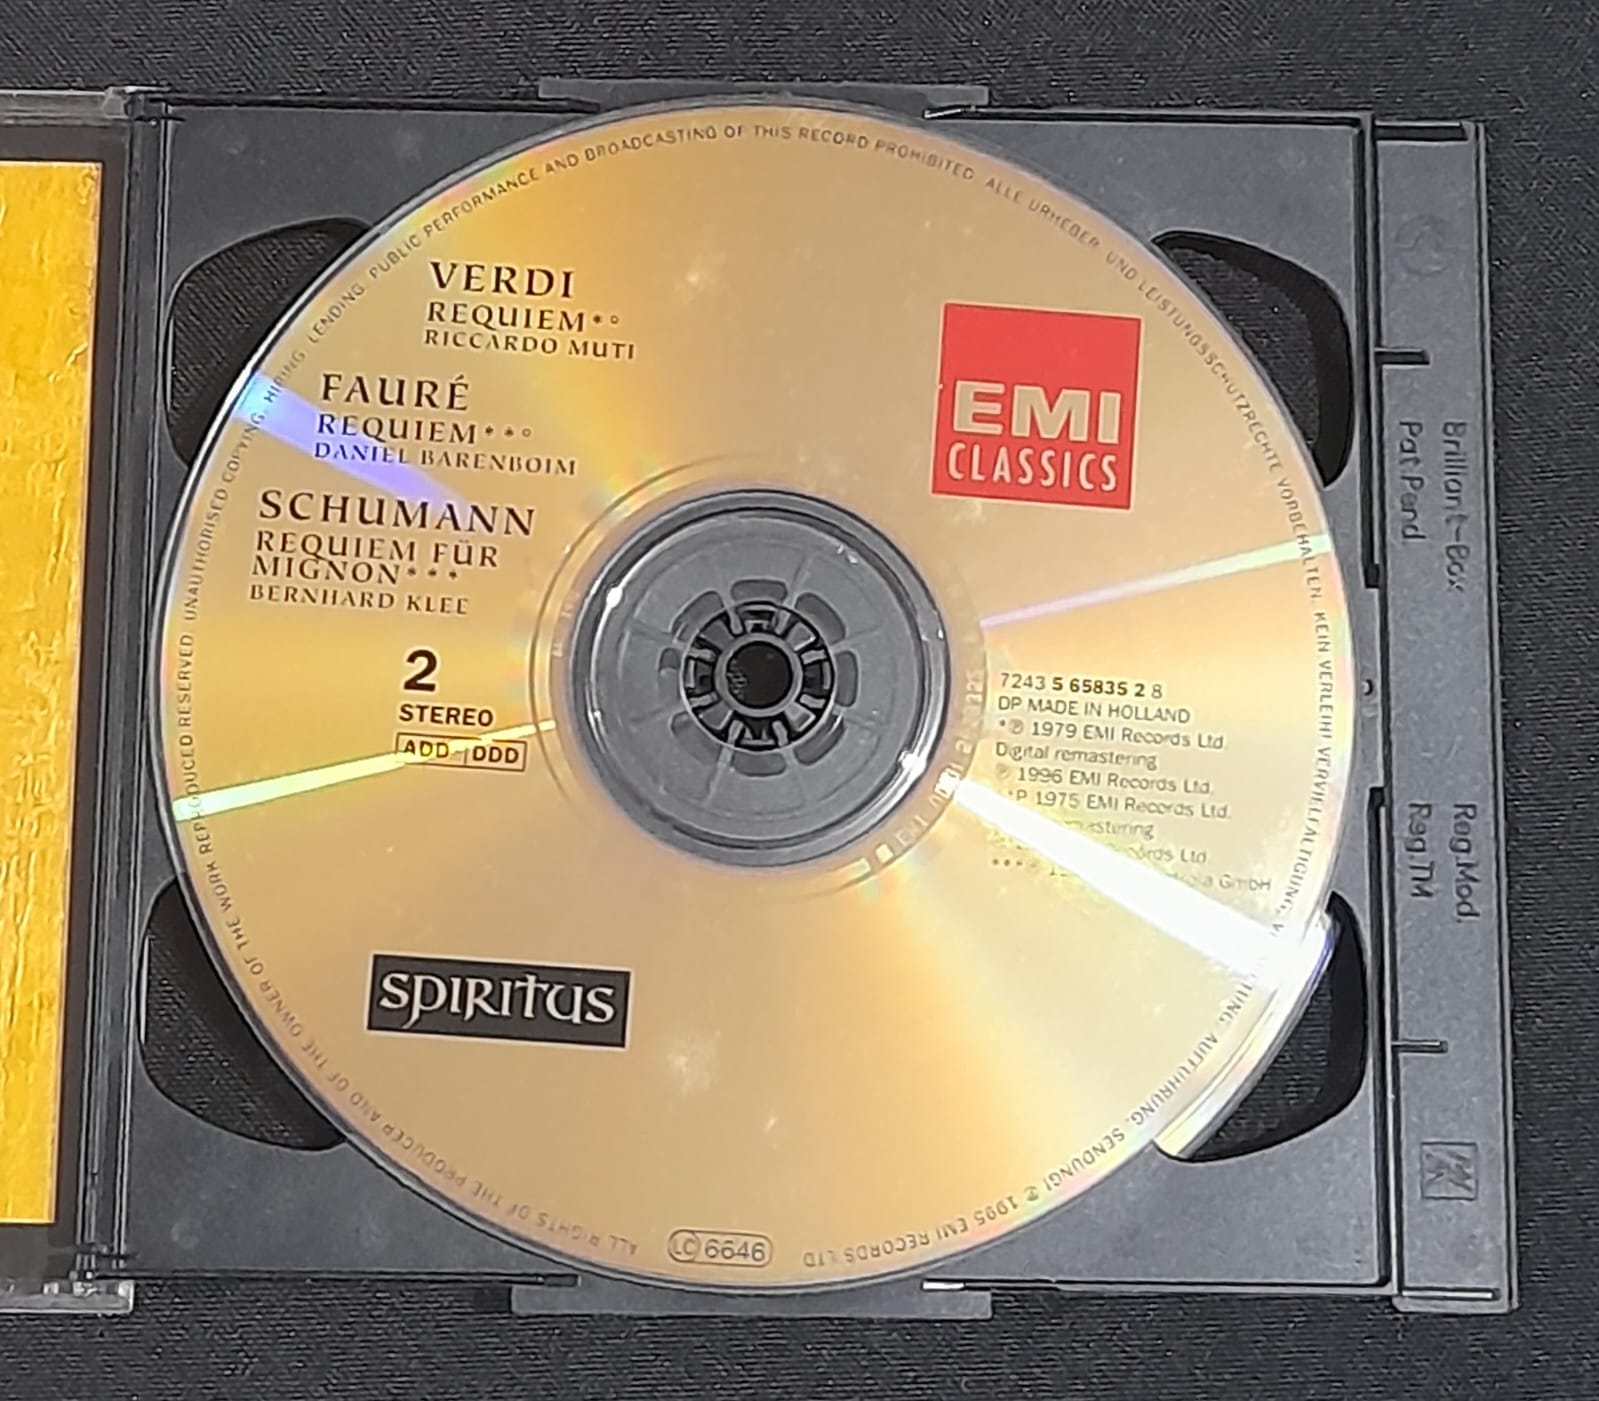 VERDI
REQUIEM*°
RICCARDO MUTI
FAURÉ
REQUIEM**°
DANIEL BARENBOIM
SCHUMANN
REQUIEM FÜR
MIGNON***
BERNHARD KLEE
2
STEREO
ADD DDD
SPIRITUS
EMI
CLASSICS
7243 5 65835 2 8
DP MADE IN HOLLAND
*℗ 1979 EMI Records Ltd.
Digital remastering
℗ 1996 EMI Records Ltd.
*P 1975 EMI Records Ltd.
Ltd
GmbH
ALL RIGHTS OF THE PRODUCER AND OF THE OWNER OF THE WORK REPRODUCED RESERVED. UNAUTHORISED COPYING, HIRING, LENDING, PUBLIC PERFORMANCE AND BROADCASTING OF THIS RECORD PROHIBITED. ALLE URHEBER- UND LEISTUNGSSCHUTZRECHTE VORBEHALTEN. KEIN VERLEIH! VERVIELFÄLTIGUNG, AUFFÜHRUNG, SENDUNG! ℗ 1995 EMI RECORDS LTD
LC 6646
Brilliant-Box
Pat Pend
Reg.Mod.
Reg.TM